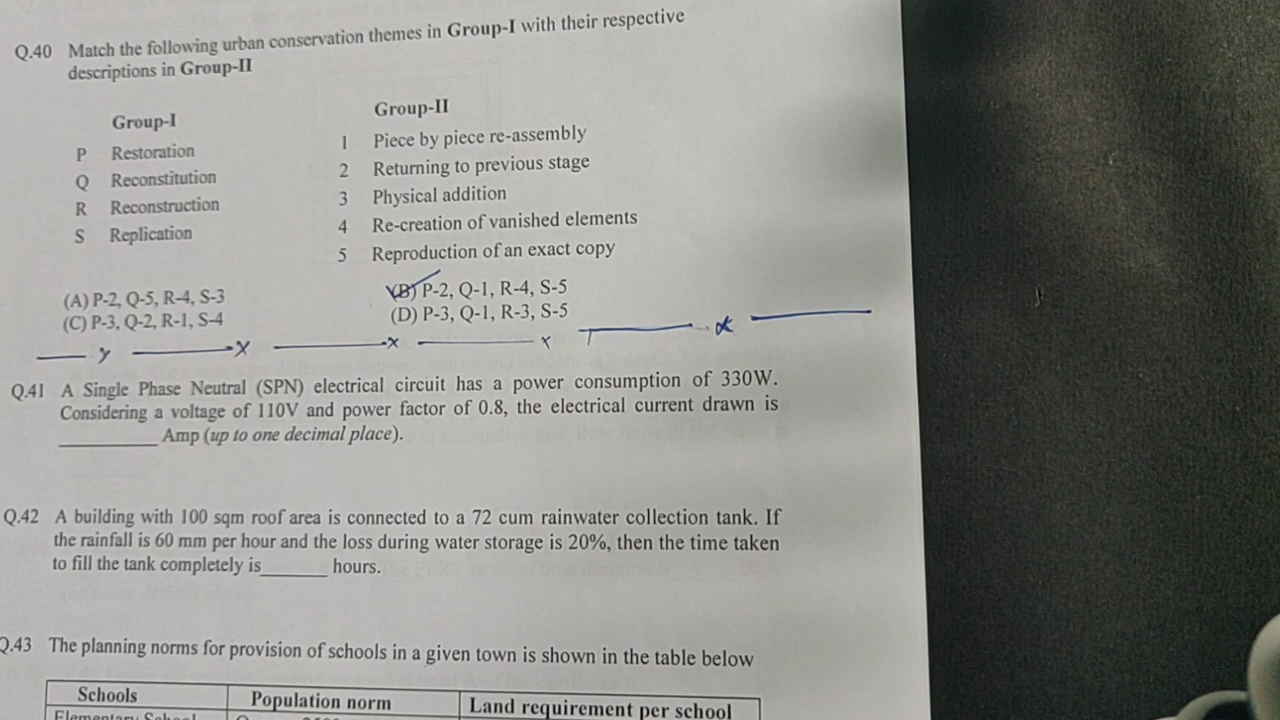 Q.40 Match the following urban conservation themes in Group-I with their respective
descriptions in Group-II
Group-I Group-II
P Restoration 1 Piece by piece re-assembly
Q Reconstitution 2 Returning to previous stage
R Reconstruction 3 Physical addition
S Replication 4 Re-creation of vanished elements
5 Reproduction of an exact copy
(A) P-2, Q-5, R-4, S-3 (B) P-2, Q-1, R-4, S-5
(C) P-3, Q-2, R-1, S-4 (D) P-3, Q-1, R-3, S-5
Q.41 A Single Phase Neutral (SPN) electrical circuit has a power consumption of 330W.
Considering a voltage of 110V and power factor of 0.8, the electrical current drawn is
__________ Amp (up to one decimal place).
Q.42 A building with 100 sqm roof area is connected to a 72 cum rainwater collection tank. If
the rainfall is 60 mm per hour and the loss during water storage is 20%, then the time taken
to fill the tank completely is_______ hours.
Q.43 The planning norms for provision of schools in a given town is shown in the table below
Schools Population norm Land requirement per school
Elementary School